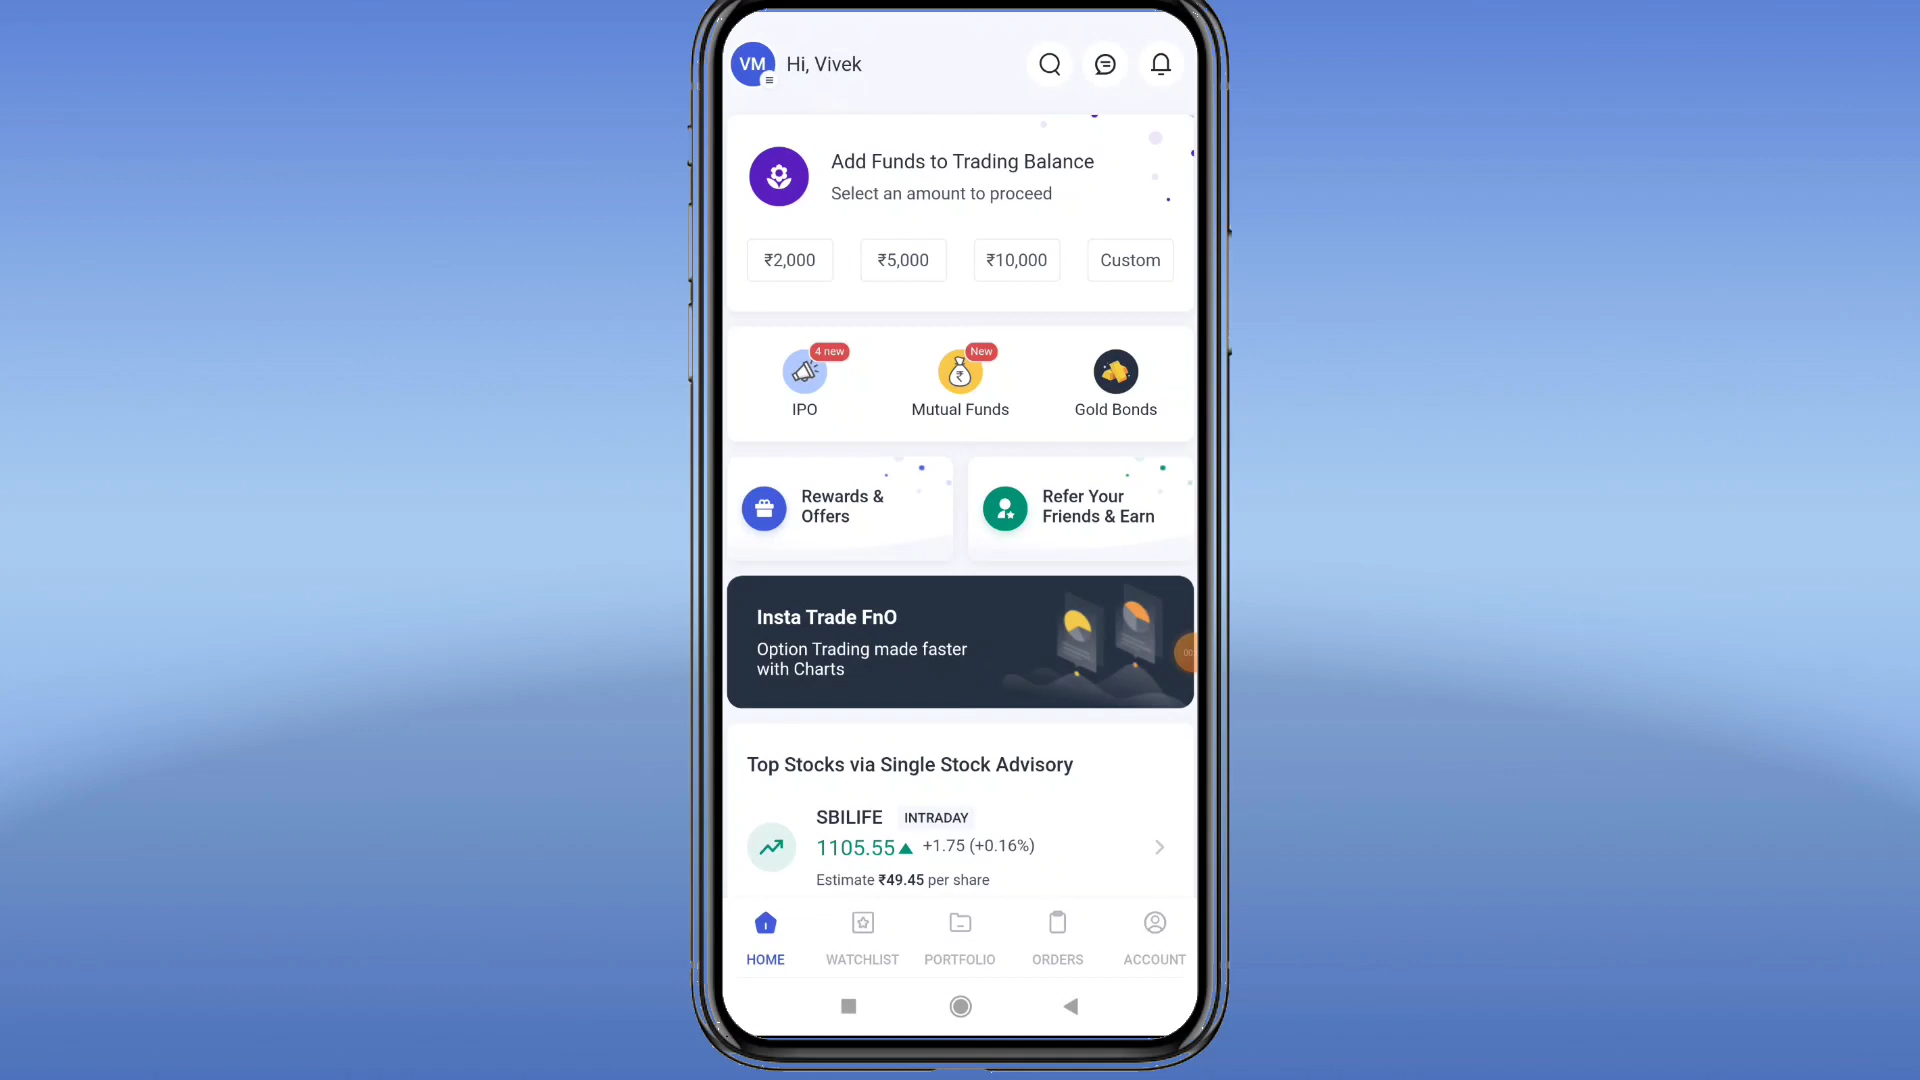 VM
Hi, Vivek
Add Funds to Trading Balance
Select an amount to proceed
₹2,000
₹5,000
₹10,000
Custom
4 new
New
₹
IPO
Mutual Funds
Gold Bonds
Rewards &
Offers
Refer Your
Friends & Earn
Insta Trade FnO
Option Trading made faster
with Charts
Top Stocks via Single Stock Advisory
SBILIFE
INTRADAY
1105.55
+1.75 (+0.16%)
Estimate ₹49.45 per share
HOME
WATCHLIST
PORTFOLIO
ORDERS
ACCOUNT